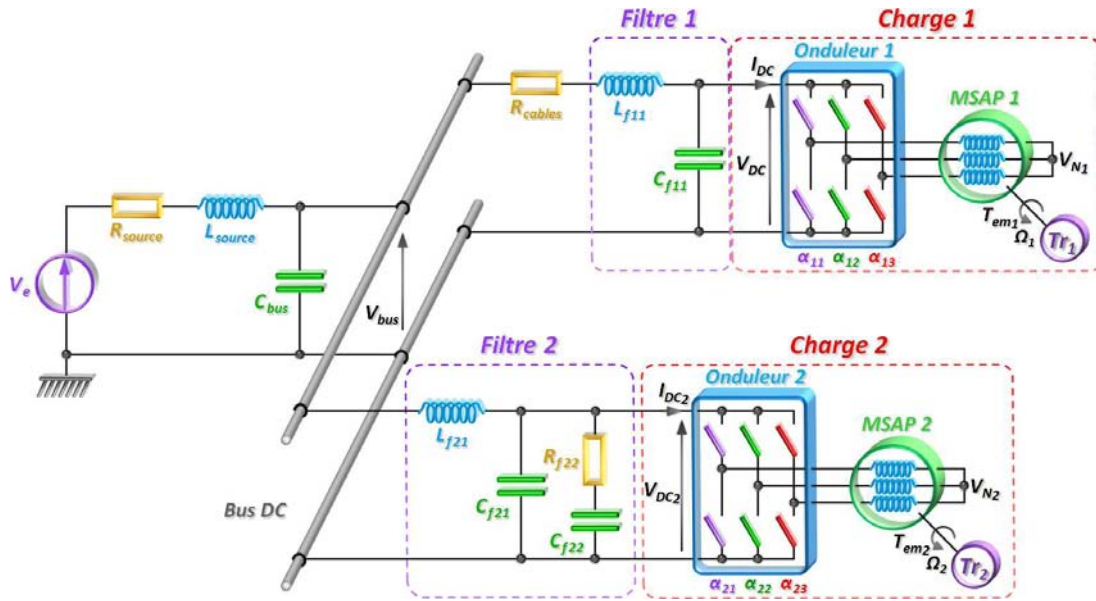 Filtre 1
Charge 1
Onduleur 1
I_DC
MSAP 1
R_cables
L_f11
C_f11
V_DC
V_N1
T_em1
Ω_1
Tr_1
α_11 α_12 α_13
R_source
L_source
V_e
C_bus
V_bus
Filtre 2
Charge 2
Onduleur 2
I_DC2
MSAP 2
L_f21
R_f22
C_f21
C_f22
V_DC2
V_N2
Bus DC
T_em2
Ω_2
Tr_2
α_21 α_22 α_23